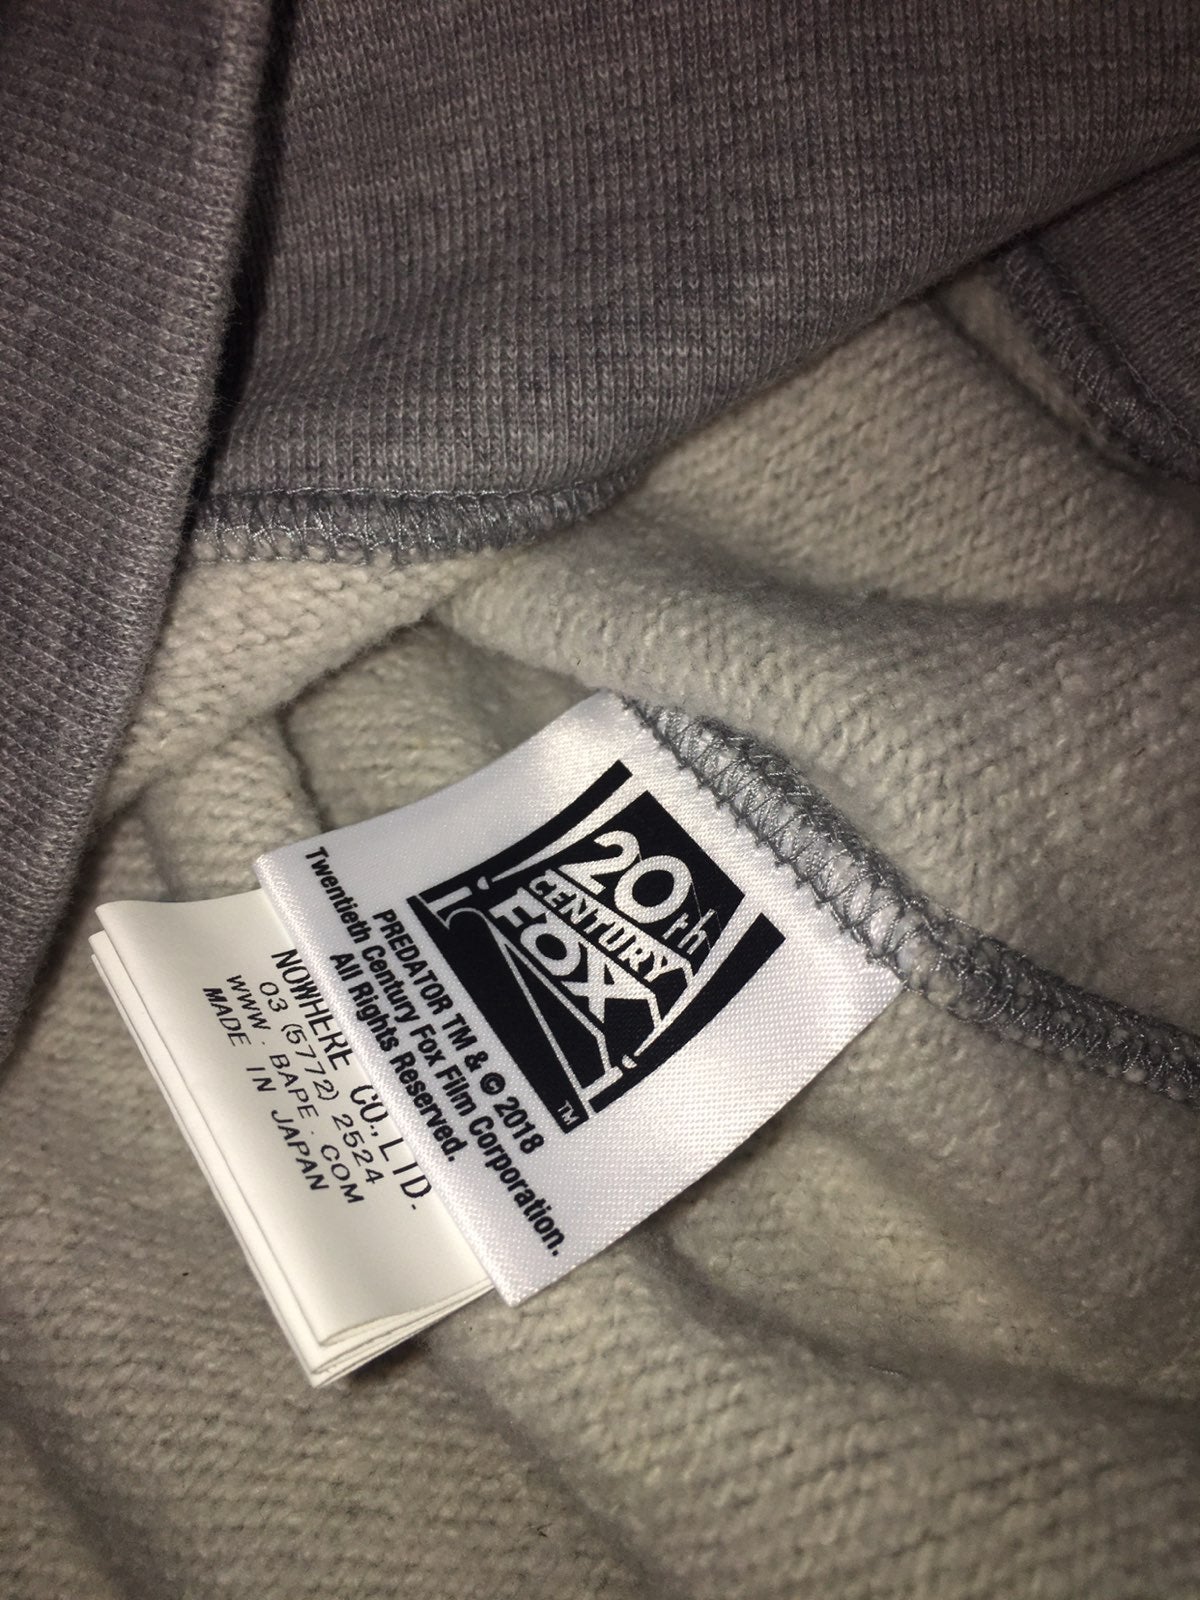 20th
CENTURY
FOX
TM
PREDATOR TM & © 2018
Twentieth Century Fox Film Corporation.
All Rights Reserved.
NOWHERE CO., LTD.
03 (5772) 2524
WWW.BAPE.COM
MADE IN JAPAN